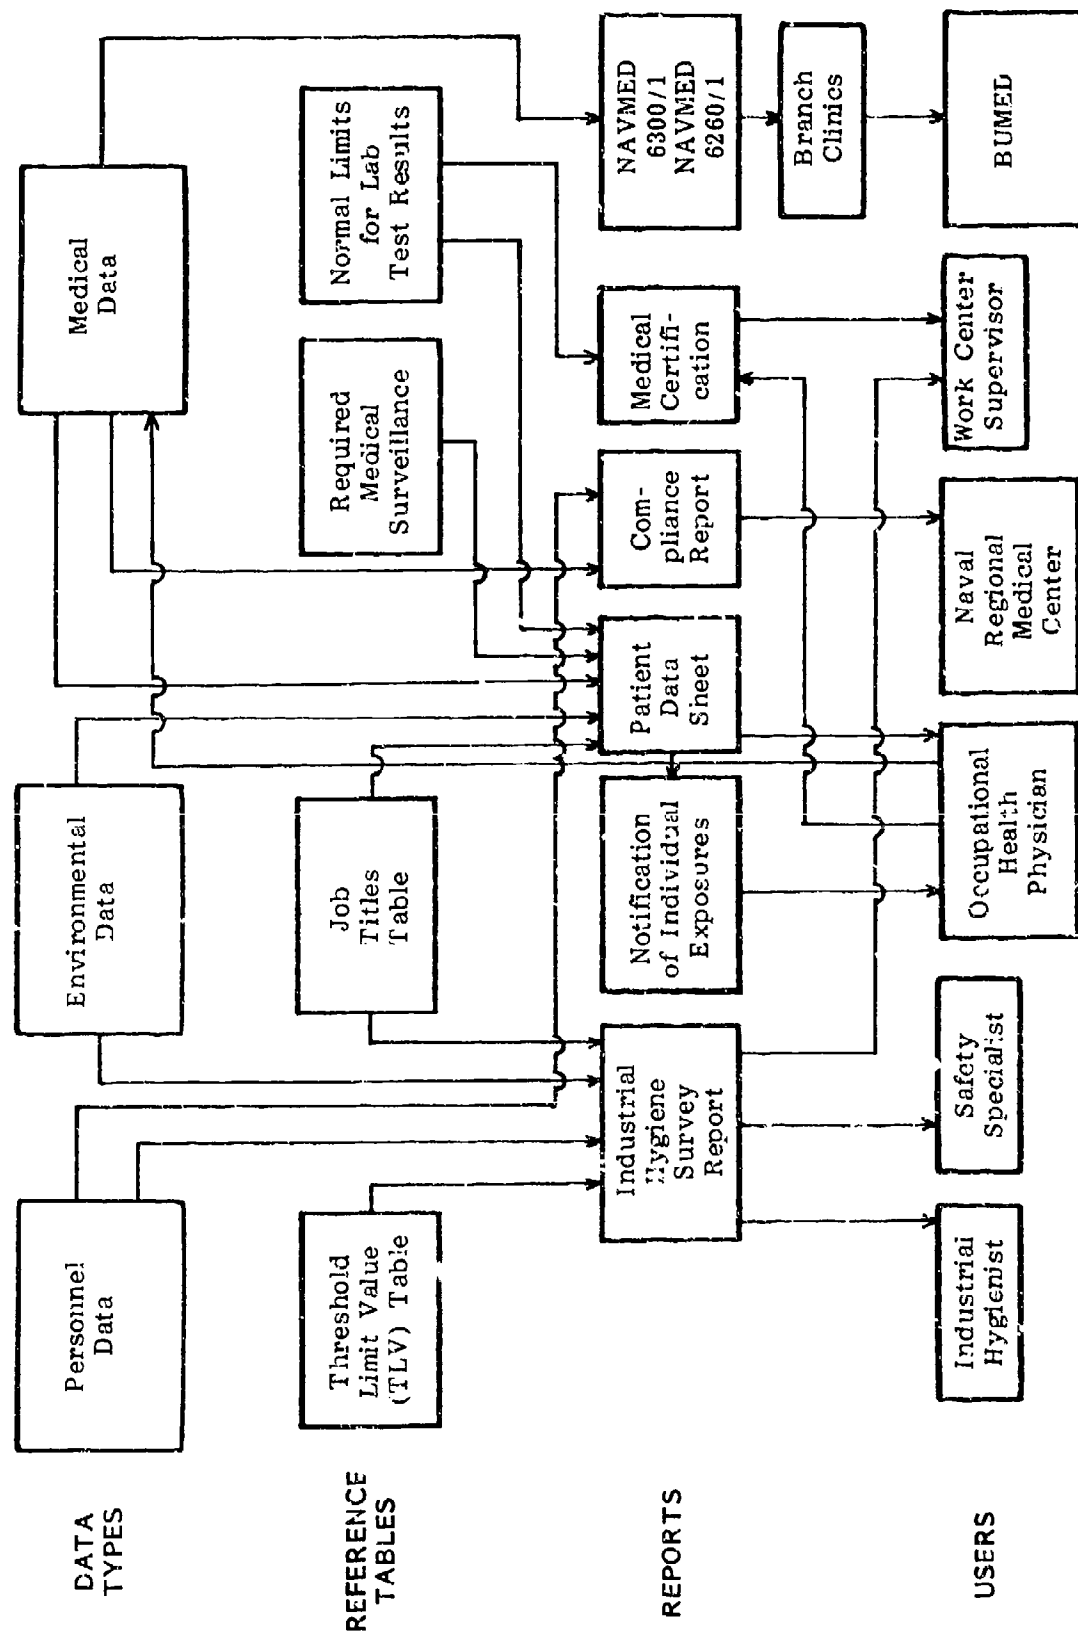 DATA
TYPES
Personnel
Data
Environmental
Data
Medical
Data
REFERENCE
TABLES
Threshold
Limit Value
(TLV) Table
Job
Titles
Table
Required
Medical
Surveillance
Normal Limits
for Lab
Test Results
REPORTS
Industrial
Hygiene
Survey
Report
Notification
of Individual
Exposures
Patient
Data
Sheet
Com-
pliance
Report
Medical
Certifi-
cation
NAVMED
6300/1
NAVMED
6260/1
Branch
Clinics
USERS
Industrial
Hygienist
Safety
Specialist
Occupational
Health
Physician
Naval
Regional
Medical
Center
Work Center
Supervisor
BUMED